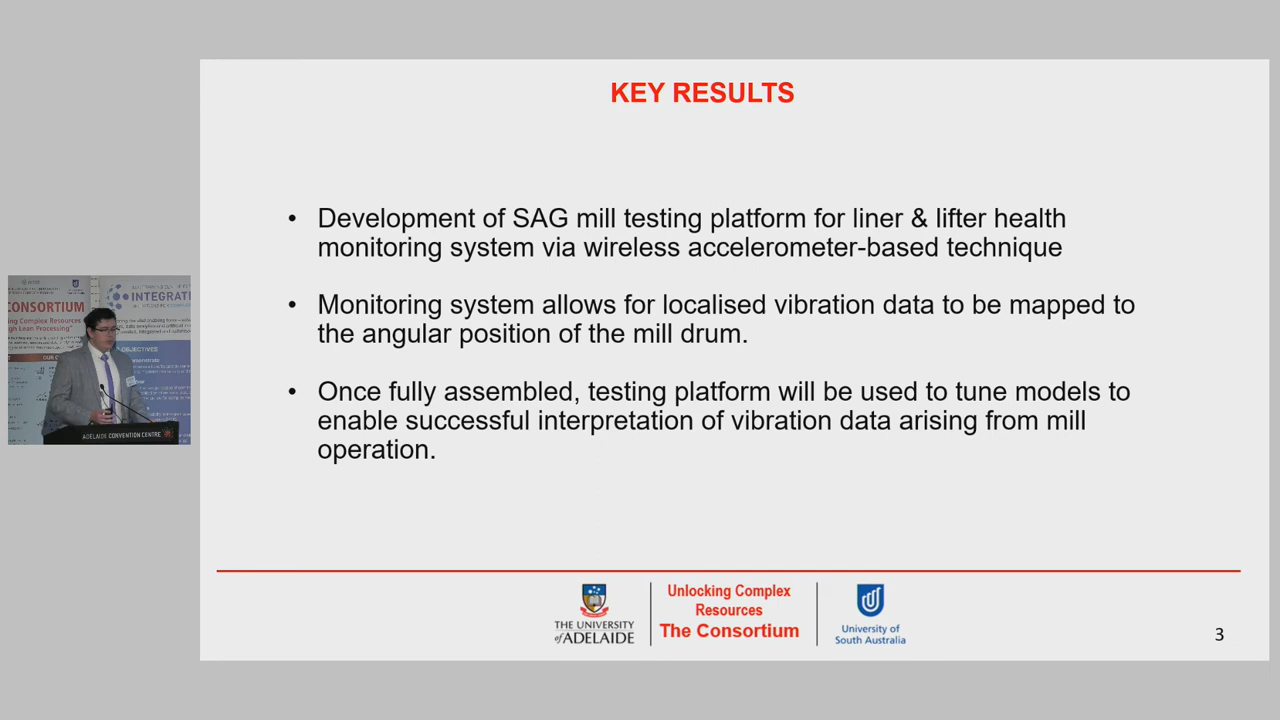 KEY RESULTS
• Development of SAG mill testing platform for liner & lifter health
monitoring system via wireless accelerometer-based technique
• Monitoring system allows for localised vibration data to be mapped to
the angular position of the mill drum.
• Once fully assembled, testing platform will be used to tune models to
enable successful interpretation of vibration data arising from mill
operation.
CONSORTIUM
INTEGRAT
OBJECTIVES
ADELAIDE CONVENTION CENTRE
THE UNIVERSITY
of ADELAIDE
Unlocking Complex
Resources
The Consortium
University of
South Australia
3